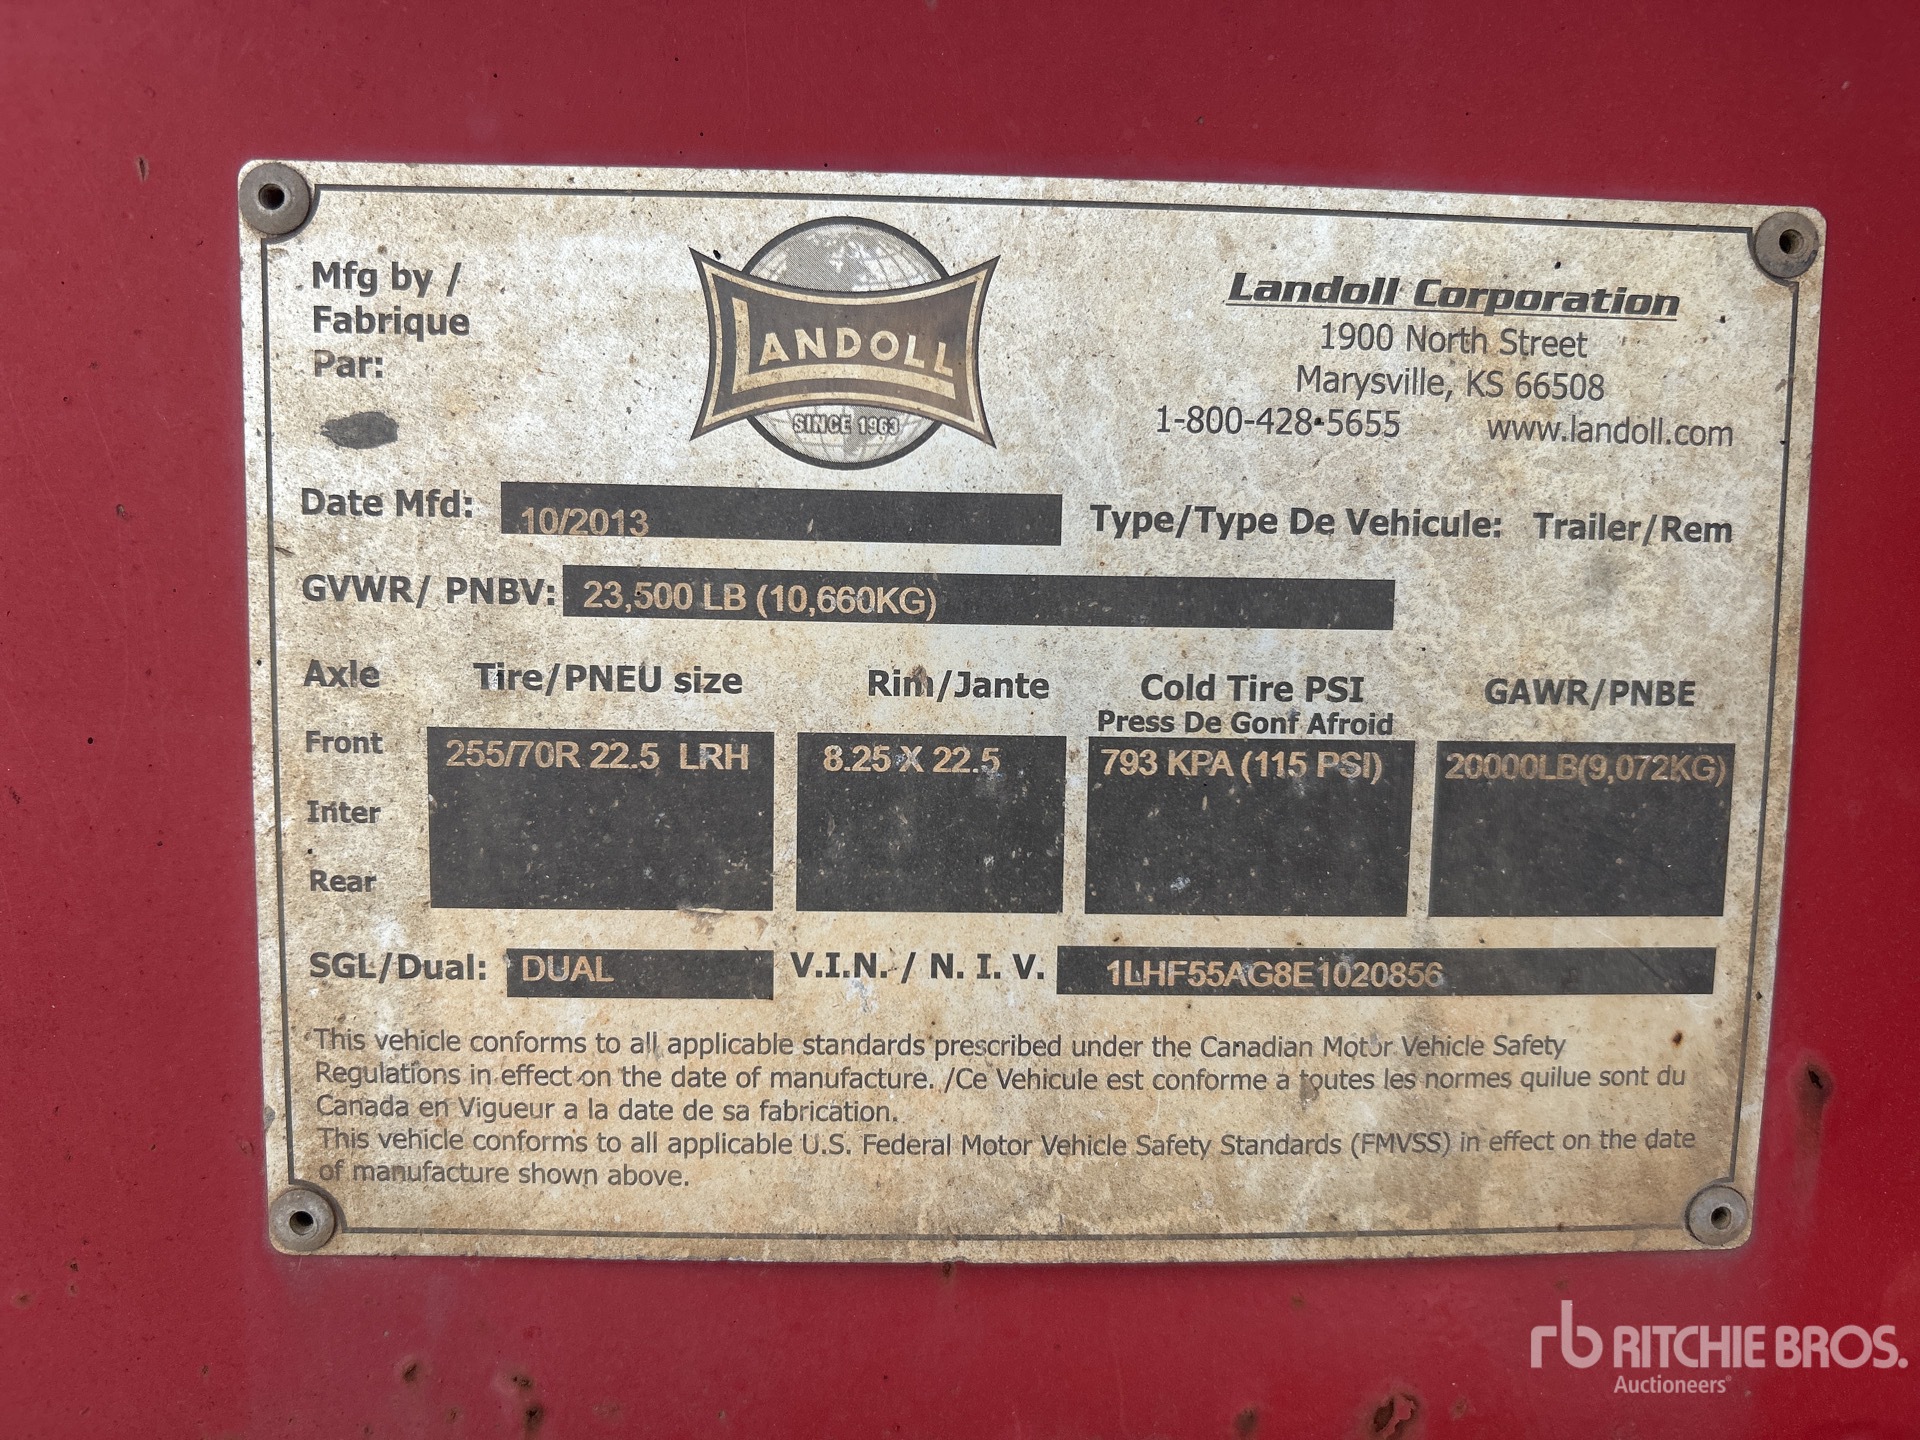 Mfg by /
Fabrique
Par:
LANDOLL
SINCE 1963
Landoll Corporation
1900 North Street
Marysville, KS 66508
1-800-428-5655 www.landoll.com
Date Mfd: 10/2013 Type/Type De Vehicule: Trailer/Rem
GVWR/ PNBV: 23,500 LB (10,660KG)
Axle Tire/PNEU size Rim/Jante Cold Tire PSI GAWR/PNBE
Press De Gonf Afroid
Front 255/70R 22.5 LRH 8.25 X 22.5 793 KPA (115 PSI) 20000LB(9,072KG)
Inter
Rear
SGL/Dual: DUAL V.I.N. / N. I. V. 1LHF55AG8E1020856
This vehicle conforms to all applicable standards prescribed under the Canadian Motor Vehicle Safety
Regulations in effect on the date of manufacture. /Ce Vehicule est conforme a toutes les normes quilue sont du
Canada en Vigueur a la date de sa fabrication.
This vehicle conforms to all applicable U.S. Federal Motor Vehicle Safety Standards (FMVSS) in effect on the date
of manufacture shown above.
rb RITCHIE BROS.
Auctioneers